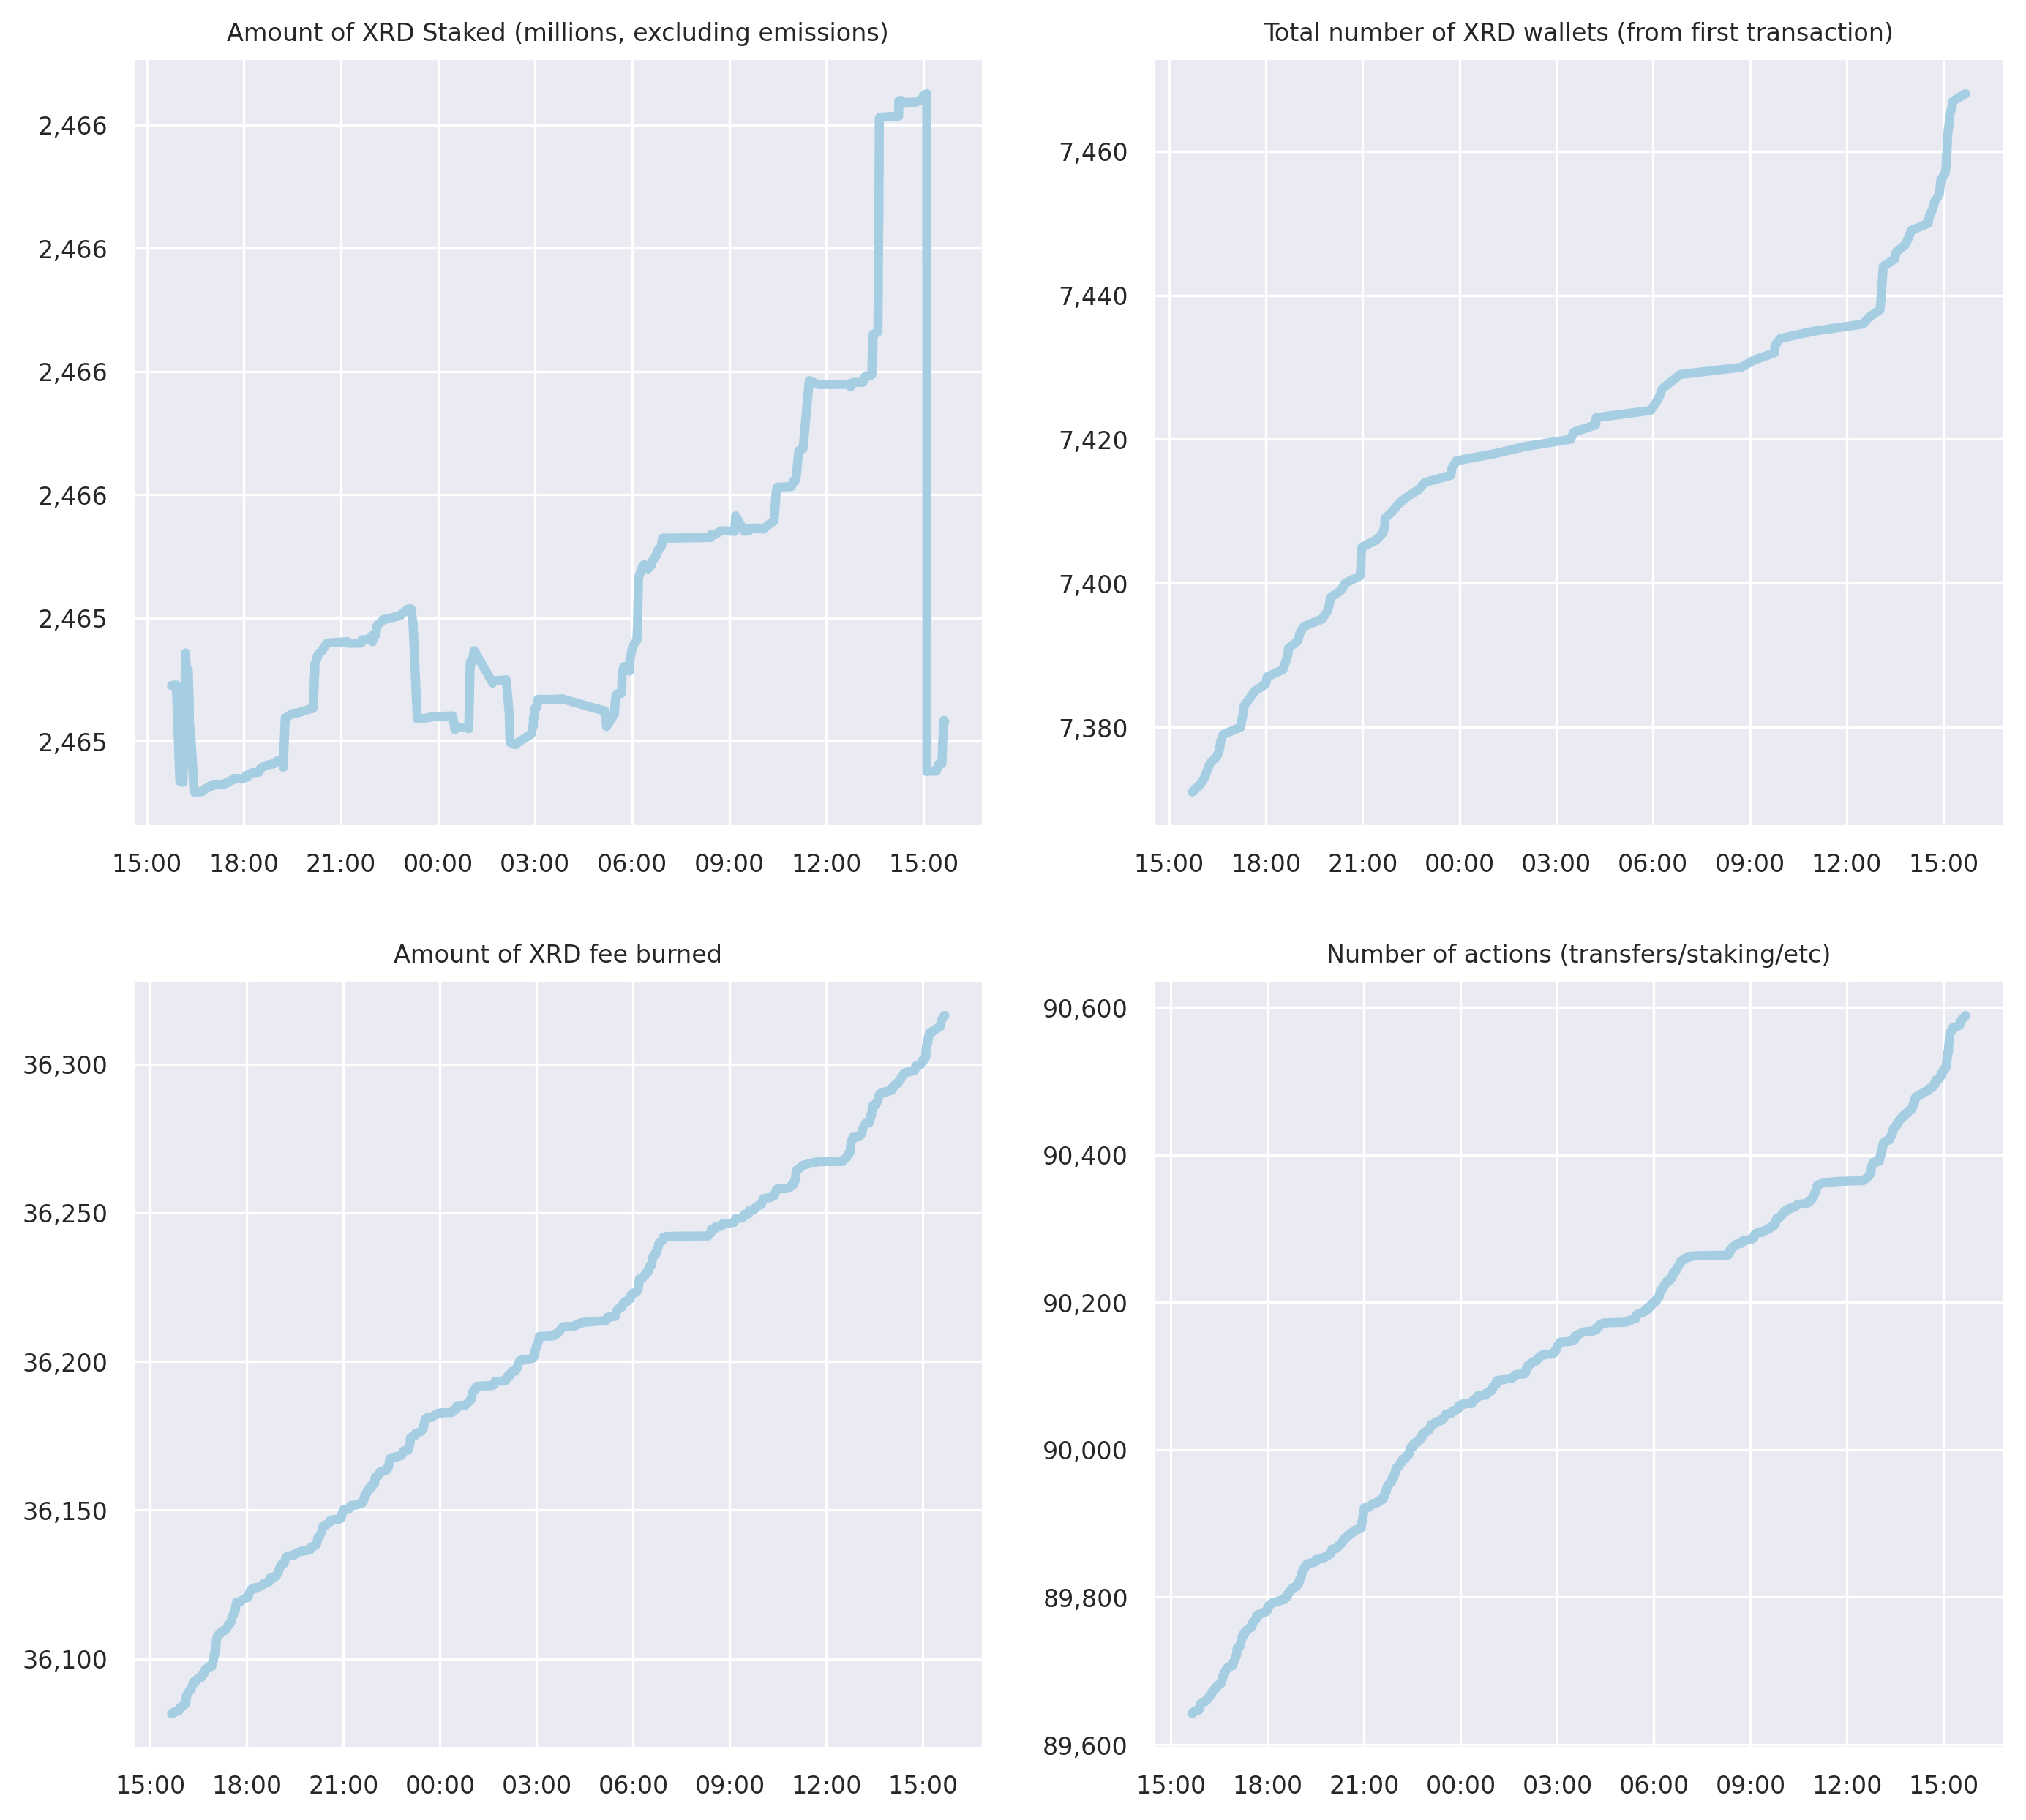 Amount of XRD Staked (millions, excluding emissions)
2,466
2,466
2,466
2,466
2,465
2,465
15:00 18:00 21:00 00:00 03:00 06:00 09:00 12:00 15:00
Total number of XRD wallets (from first transaction)
7,460
7,440
7,420
7,400
7,380
15:00 18:00 21:00 00:00 03:00 06:00 09:00 12:00 15:00
Amount of XRD fee burned
36,300
36,250
36,200
36,150
36,100
15:00 18:00 21:00 00:00 03:00 06:00 09:00 12:00 15:00
Number of actions (transfers/staking/etc)
90,600
90,400
90,200
90,000
89,800
89,600
15:00 18:00 21:00 00:00 03:00 06:00 09:00 12:00 15:00